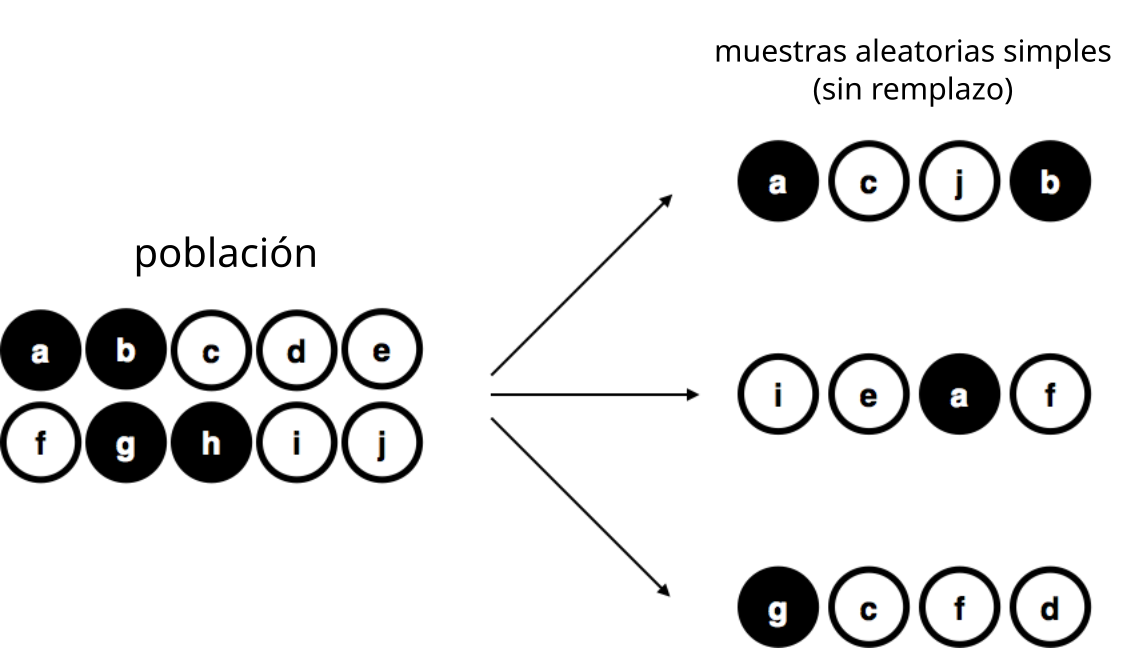 muestras aleatorias simples
(sin remplazo)
población
a b c d e
f g h i j
a c j b
i e a f
g c f d